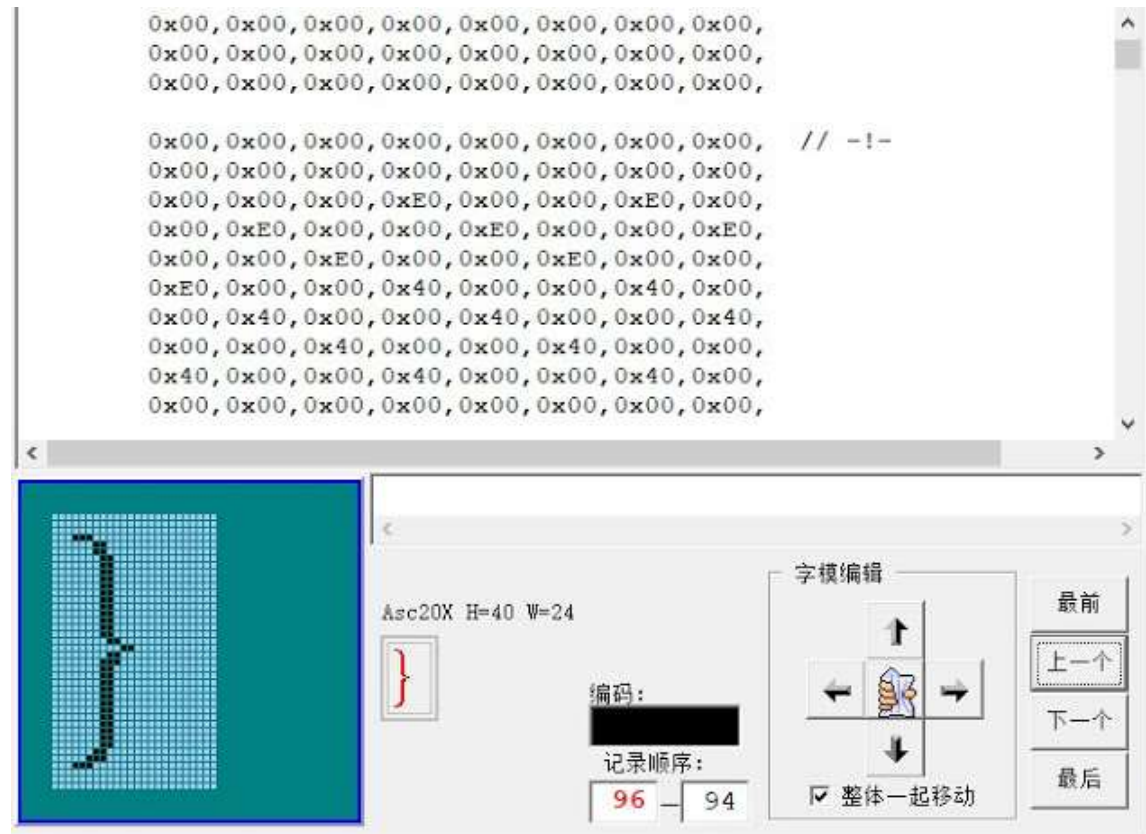 0x00,0x00,0x00,0x00,0x00,0x00,0x00,0x00,
0x00,0x00,0x00,0x00,0x00,0x00,0x00,0x00,
0x00,0x00,0x00,0x00,0x00,0x00,0x00,0x00,
0x00,0x00,0x00,0x00,0x00,0x00,0x00,0x00, // -!-
0x00,0x00,0x00,0x00,0x00,0x00,0x00,0x00,
0x00,0x00,0x00,0xE0,0x00,0x00,0xE0,0x00,
0x00,0xE0,0x00,0x00,0xE0,0x00,0x00,0xE0,
0x00,0x00,0xE0,0x00,0x00,0xE0,0x00,0x00,
0xE0,0x00,0x00,0x40,0x00,0x00,0x40,0x00,
0x00,0x40,0x00,0x00,0x40,0x00,0x00,0x40,
0x00,0x00,0x40,0x00,0x00,0x40,0x00,0x00,
0x40,0x00,0x00,0x40,0x00,0x00,0x40,0x00,
0x00,0x00,0x00,0x00,0x00,0x00,0x00,0x00,
Asc20X H=40 W=24
}
编码:
记录顺序:
96 — 94
字模编辑
整体一起移动
最前
上一个
下一个
最后